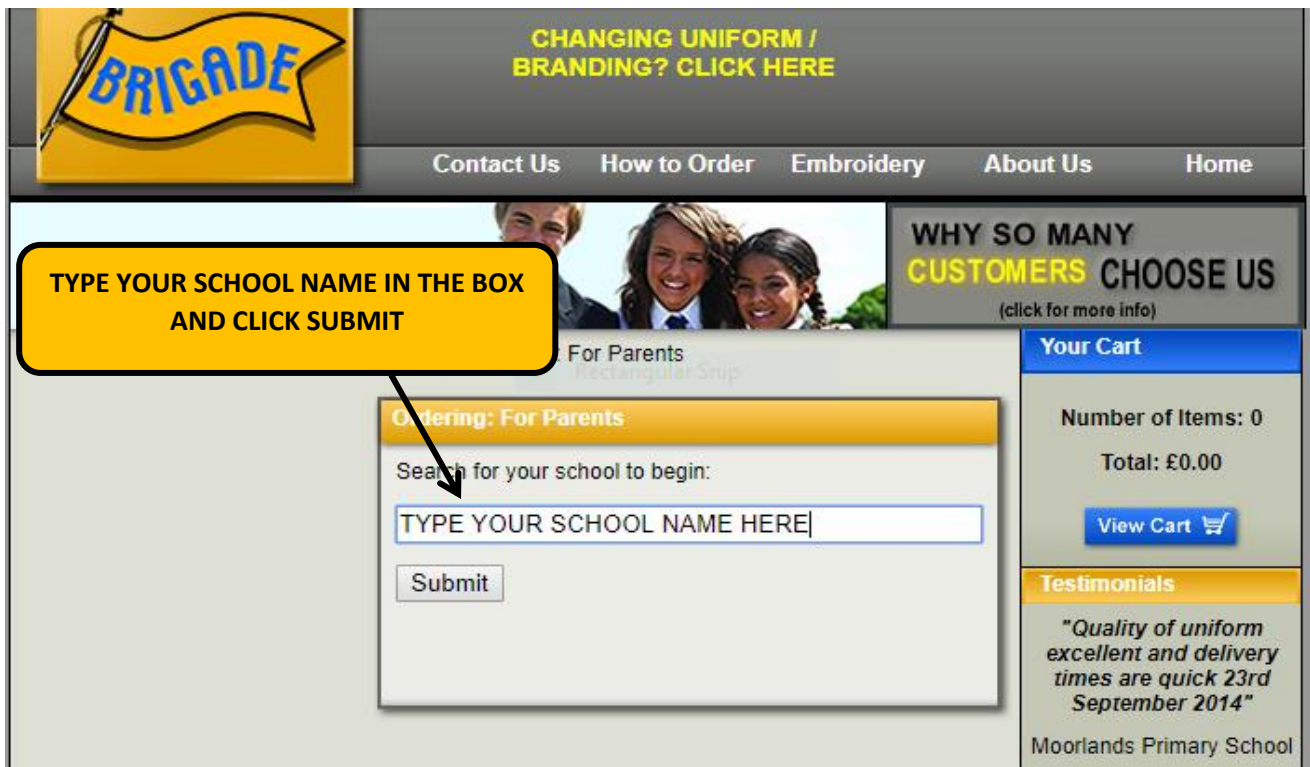 BRIGADE
CHANGING UNIFORM /
BRANDING? CLICK HERE
Contact Us How to Order Embroidery About Us Home
WHY SO MANY
CUSTOMERS CHOOSE US
(click for more info)
TYPE YOUR SCHOOL NAME IN THE BOX
AND CLICK SUBMIT
: For Parents
Rectangular Snip
Ordering: For Parents
Search for your school to begin:
TYPE YOUR SCHOOL NAME HERE
Submit
Your Cart
Number of Items: 0
Total: £0.00
View Cart
Testimonials
"Quality of uniform
excellent and delivery
times are quick 23rd
September 2014"
Moorlands Primary School